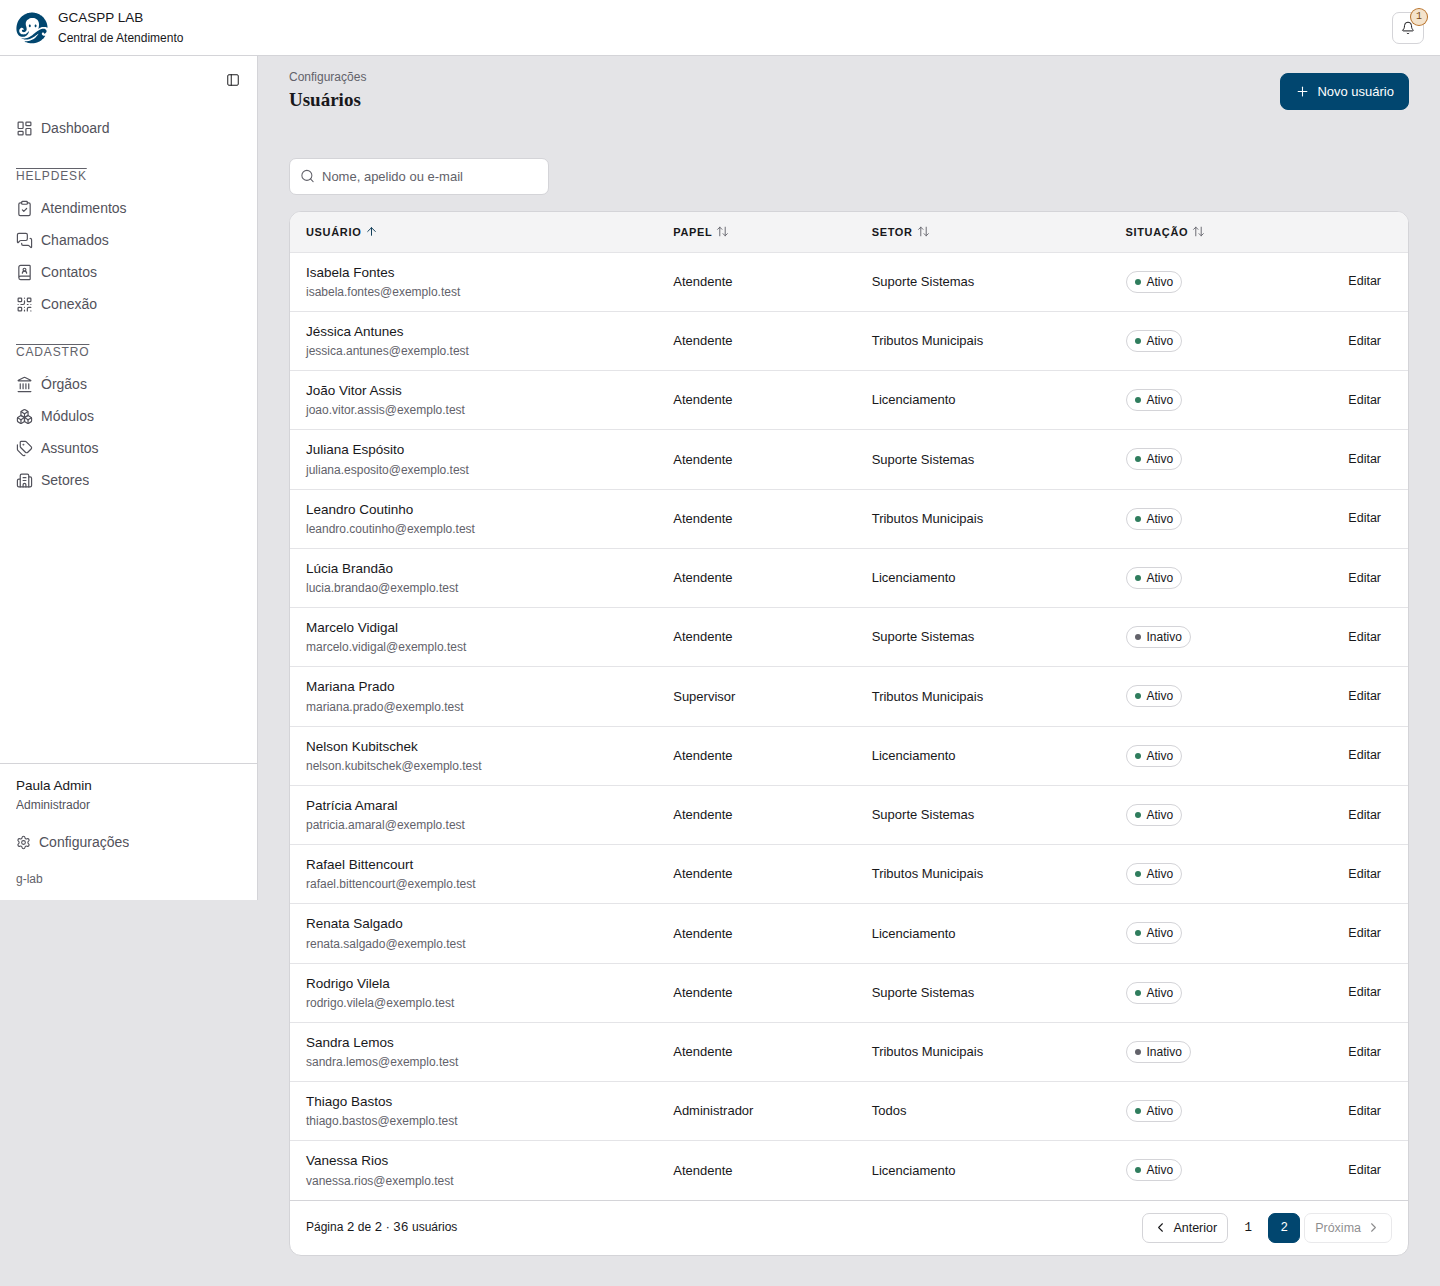 GCASPP LAB
Central de Atendimento
1
Dashboard
HELPDESK
Atendimentos
Chamados
Contatos
Conexão
CADASTRO
Órgãos
Módulos
Assuntos
Setores
Paula Admin
Administrador
Configurações
g-lab
Configurações
Usuários
Novo usuário
Nome, apelido ou e-mail
USUÁRIO PAPEL SETOR SITUAÇÃO
Isabela Fontes
isabela.fontes@exemplo.test
Atendente Suporte Sistemas Ativo Editar
Jéssica Antunes
jessica.antunes@exemplo.test
Atendente Tributos Municipais Ativo Editar
João Vitor Assis
joao.vitor.assis@exemplo.test
Atendente Licenciamento Ativo Editar
Juliana Espósito
juliana.esposito@exemplo.test
Atendente Suporte Sistemas Ativo Editar
Leandro Coutinho
leandro.coutinho@exemplo.test
Atendente Tributos Municipais Ativo Editar
Lúcia Brandão
lucia.brandao@exemplo.test
Atendente Licenciamento Ativo Editar
Marcelo Vidigal
marcelo.vidigal@exemplo.test
Atendente Suporte Sistemas Inativo Editar
Mariana Prado
mariana.prado@exemplo.test
Supervisor Tributos Municipais Ativo Editar
Nelson Kubitschek
nelson.kubitschek@exemplo.test
Atendente Licenciamento Ativo Editar
Patrícia Amaral
patricia.amaral@exemplo.test
Atendente Suporte Sistemas Ativo Editar
Rafael Bittencourt
rafael.bittencourt@exemplo.test
Atendente Tributos Municipais Ativo Editar
Renata Salgado
renata.salgado@exemplo.test
Atendente Licenciamento Ativo Editar
Rodrigo Vilela
rodrigo.vilela@exemplo.test
Atendente Suporte Sistemas Ativo Editar
Sandra Lemos
sandra.lemos@exemplo.test
Atendente Tributos Municipais Inativo Editar
Thiago Bastos
thiago.bastos@exemplo.test
Administrador Todos Ativo Editar
Vanessa Rios
vanessa.rios@exemplo.test
Atendente Licenciamento Ativo Editar
Página 2 de 2 · 36 usuários
Anterior 1 2 Próxima